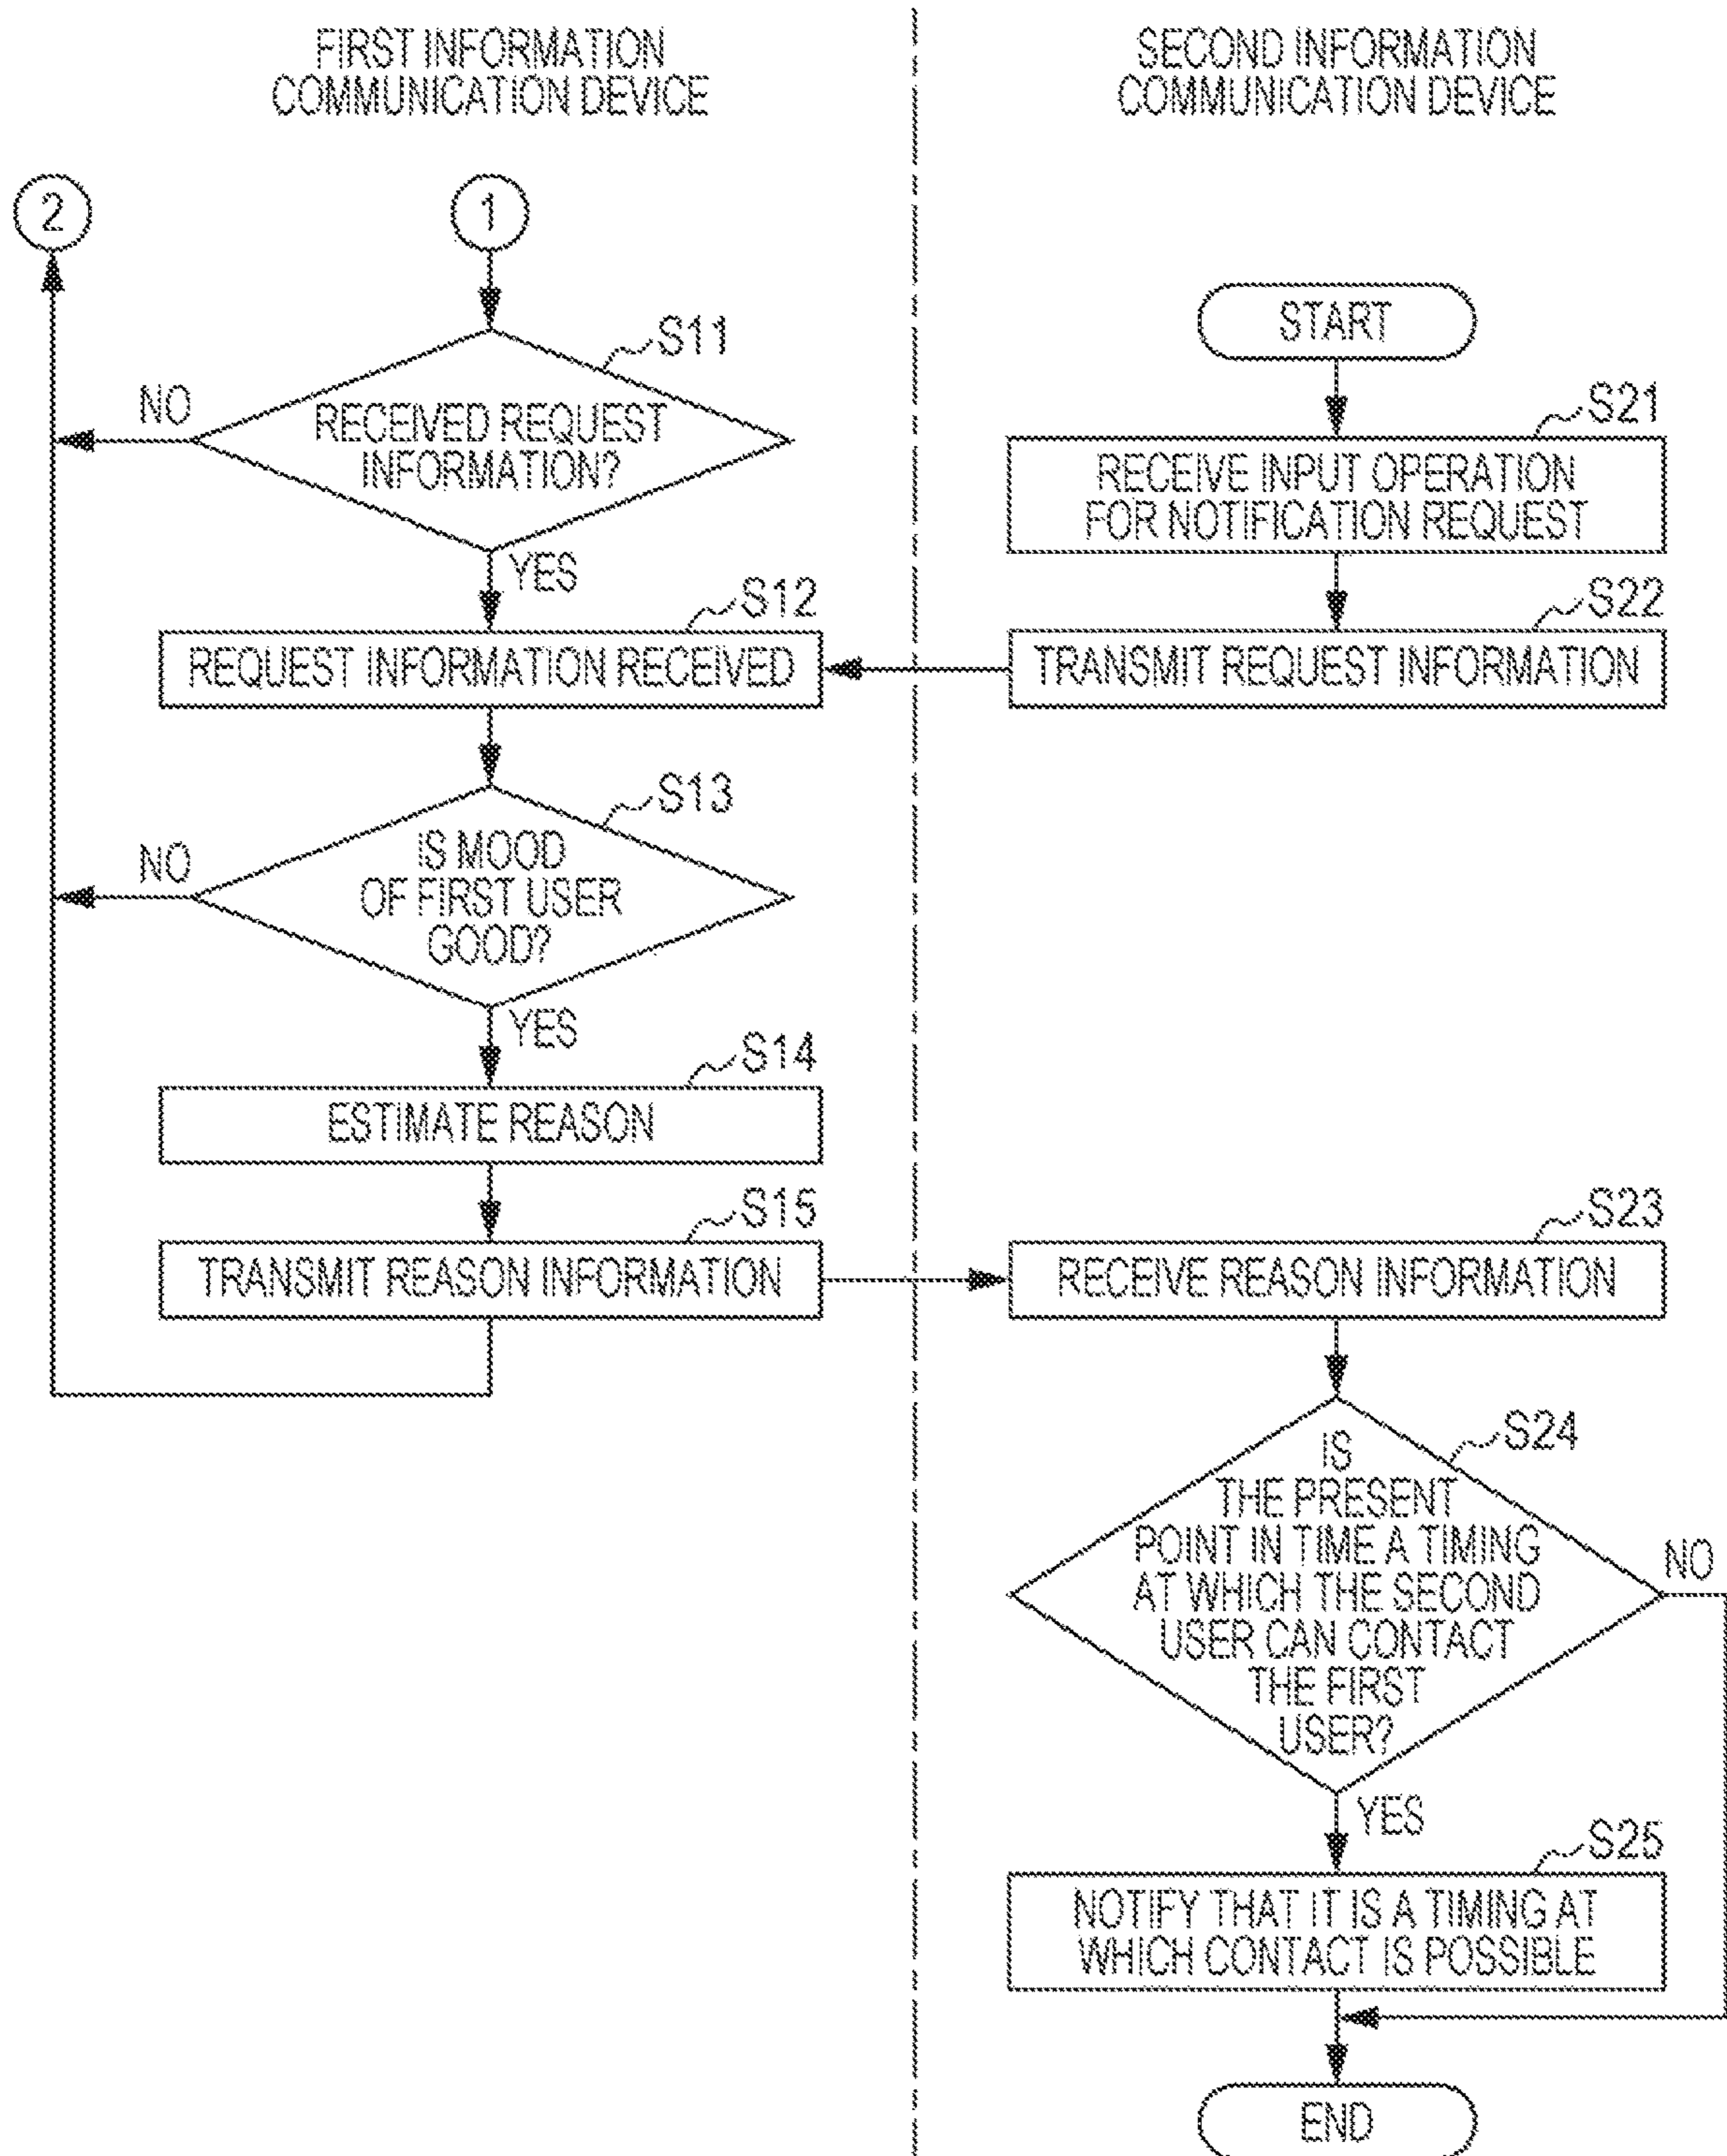 FIRST INFORMATION
COMMUNICATION DEVICE
SECOND INFORMATION
COMMUNICATION DEVICE
2
1
S11
RECEIVED REQUEST
INFORMATION?
NO
YES
S12
REQUEST INFORMATION RECEIVED
S13
IS MOOD
OF FIRST USER
GOOD?
NO
YES
S14
ESTIMATE REASON
S15
TRANSMIT REASON INFORMATION
START
S21
RECEIVE INPUT OPERATION
FOR NOTIFICATION REQUEST
S22
TRANSMIT REQUEST INFORMATION
S23
RECEIVE REASON INFORMATION
S24
IS
THE PRESENT
POINT IN TIME A TIMING
AT WHICH THE SECOND
USER CAN CONTACT
THE FIRST
USER?
NO
YES
S25
NOTIFY THAT IT IS A TIMING AT
WHICH CONTACT IS POSSIBLE
END